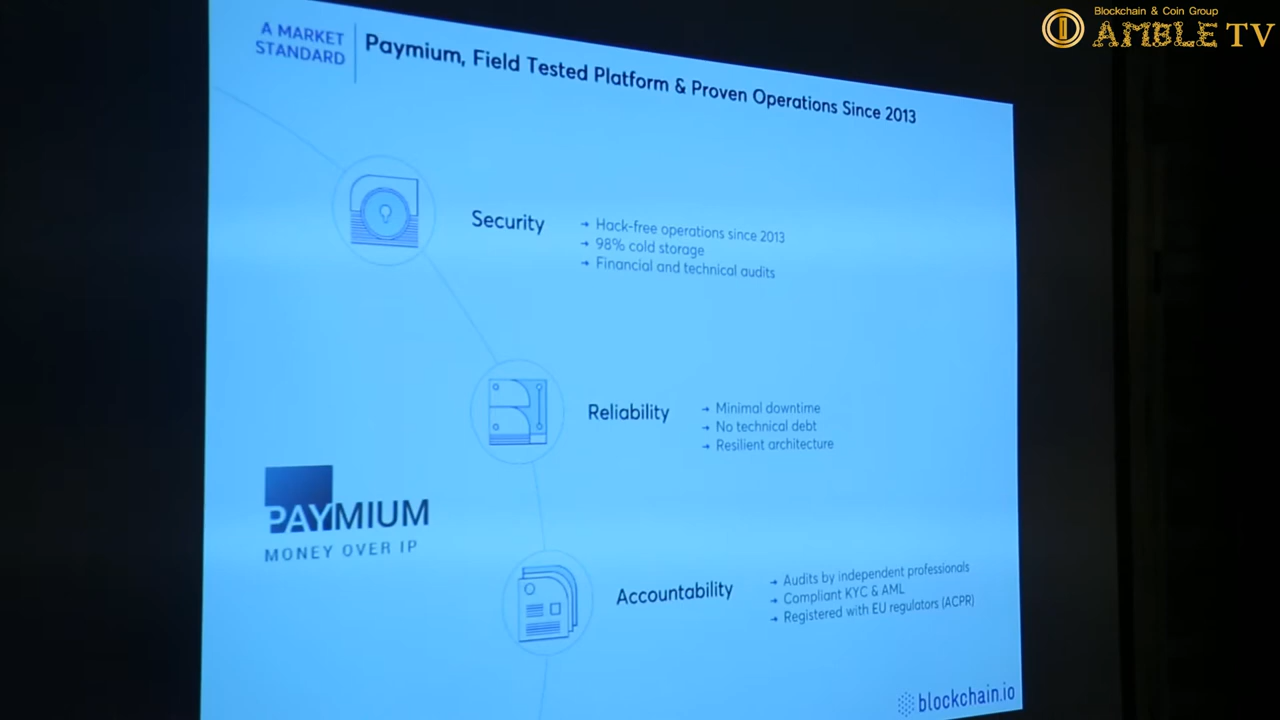 Blockchain & Coin Group
AMBLE TV
A MARKET
STANDARD
Paymium, Field Tested Platform & Proven Operations Since 2013
Security
→ Hack-free operations since 2013
→ 98% cold storage
→ Financial and technical audits
Reliability
→ Minimal downtime
→ No technical debt
→ Resilient architecture
PAYMIUM
MONEY OVER IP
Accountability
→ Audits by independent professionals
→ Compliant KYC & AML
→ Registered with EU regulators (ACPR)
blockchain.io